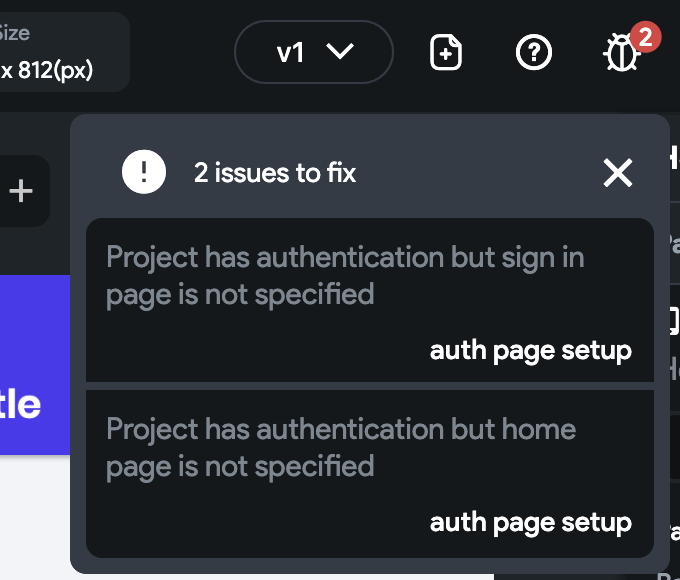 Size
x 812(px)
v1
2
2 issues to fix
Project has authentication but sign in
page is not specified
auth page setup
Project has authentication but home
page is not specified
auth page setup